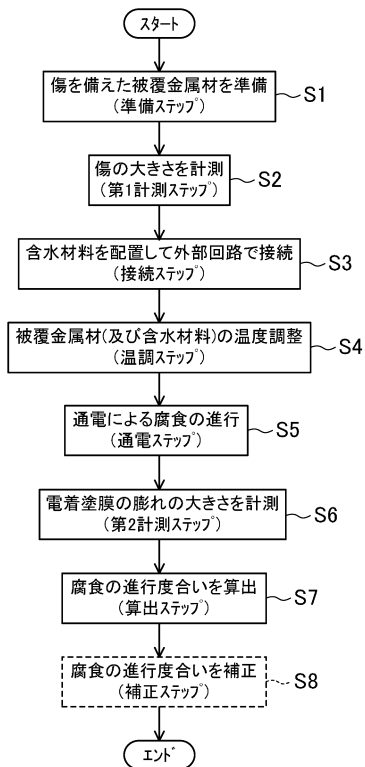 スタート
傷を備えた被覆金属材を準備
(準備ステップ)
S1
傷の大きさを計測
(第1計測ステップ)
S2
含水材料を配置して外部回路で接続
(接続ステップ)
S3
被覆金属材(及び含水材料)の温度調整
(温調ステップ)
S4
通電による腐食の進行
(通電ステップ)
S5
電着塗膜の膨れの大きさを計測
(第2計測ステップ)
S6
腐食の進行度合いを算出
(算出ステップ)
S7
腐食の進行度合いを補正
(補正ステップ)
S8
エンド